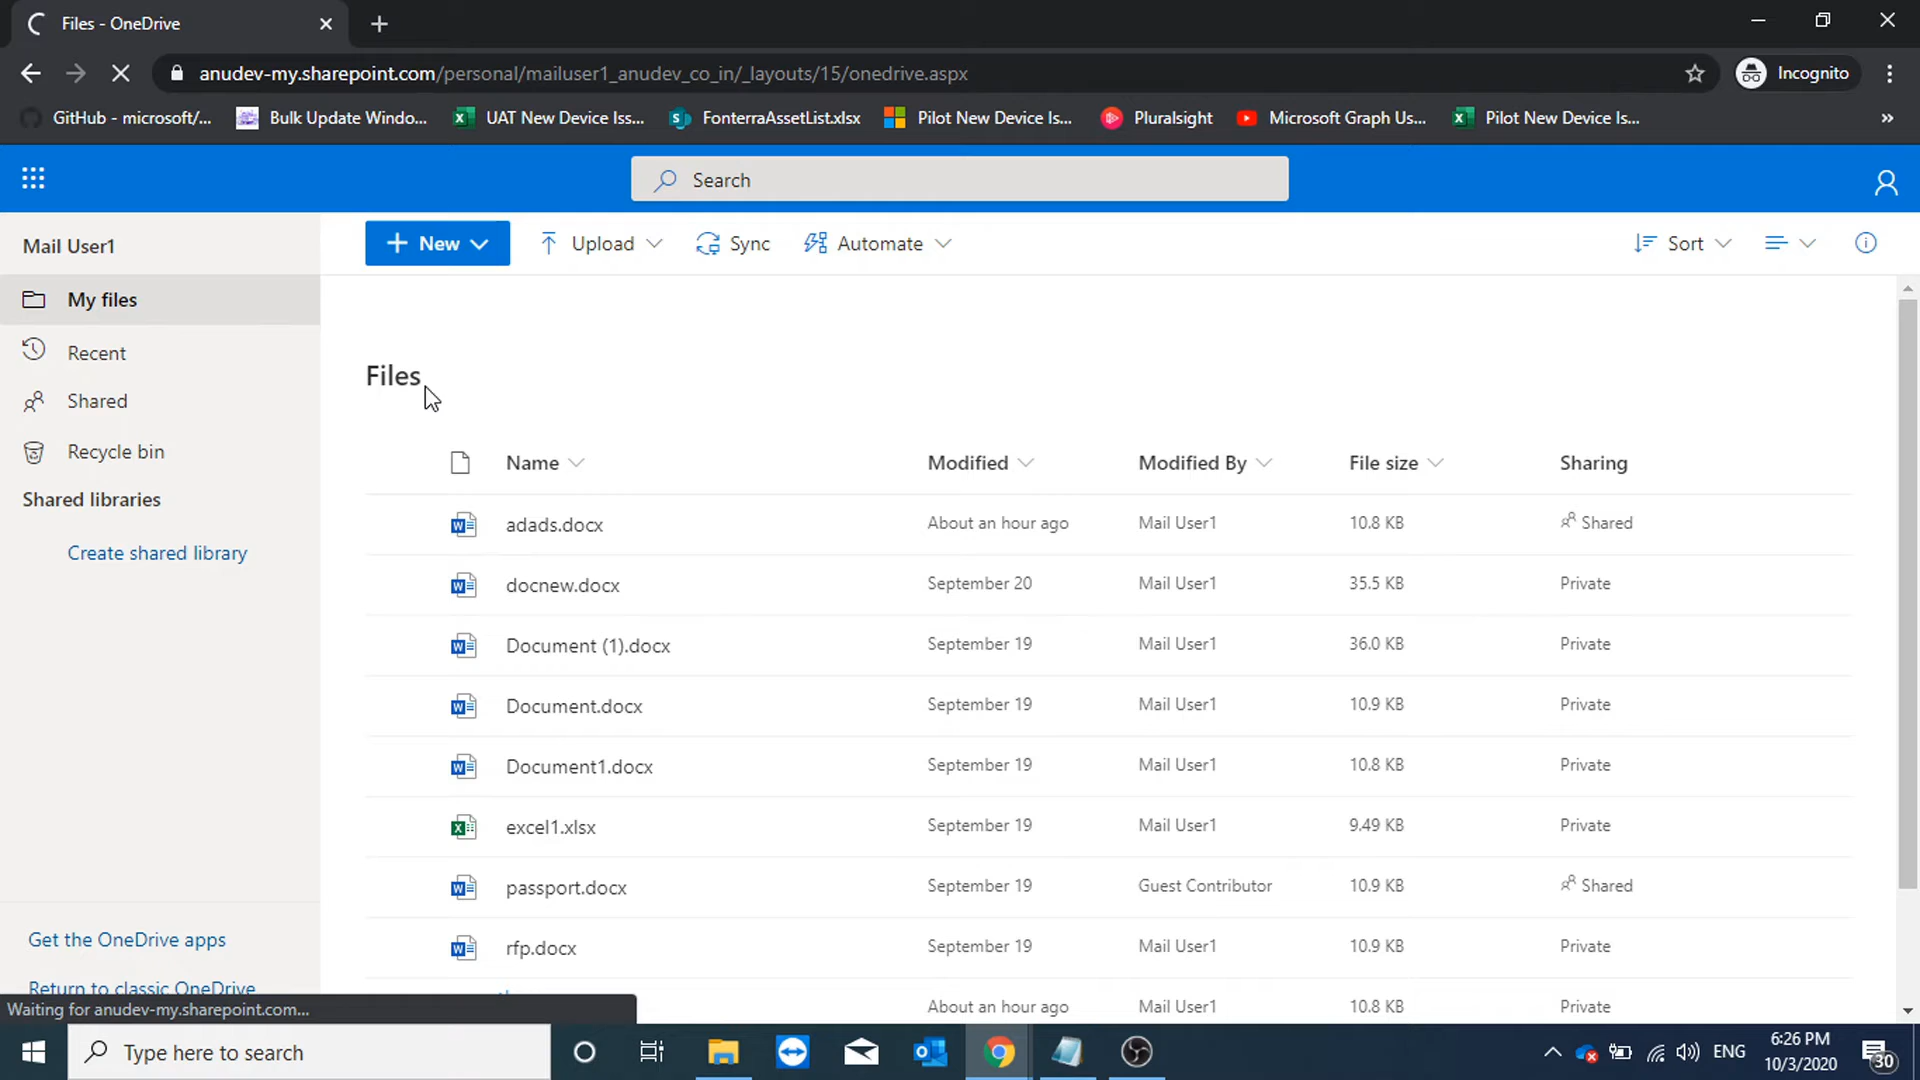 Files - OneDrive
anudev-my.sharepoint.com/personal/mailuser1_anudev_co_in/_layouts/15/onedrive.aspx
Incognito
GitHub - microsoft/...
Bulk Update Windo...
UAT New Device Iss...
FonterraAssetList.xlsx
Pilot New Device Is...
Pluralsight
Microsoft Graph Us...
Pilot New Device Is...
Search
Mail User1
New
Upload
Sync
Automate
Sort
My files
Recent
Shared
Recycle bin
Shared libraries
Create shared library
Get the OneDrive apps
Return to classic OneDrive
Files
Name Modified Modified By File size Sharing
adads.docx About an hour ago Mail User1 10.8 KB Shared
docnew.docx September 20 Mail User1 35.5 KB Private
Document (1).docx September 19 Mail User1 36.0 KB Private
Document.docx September 19 Mail User1 10.9 KB Private
Document1.docx September 19 Mail User1 10.8 KB Private
excel1.xlsx September 19 Mail User1 9.49 KB Private
passport.docx September 19 Guest Contributor 10.9 KB Shared
rfp.docx September 19 Mail User1 10.9 KB Private
About an hour ago Mail User1 10.8 KB Private
Waiting for anudev-my.sharepoint.com...
Type here to search
ENG
6:26 PM
10/3/2020
30